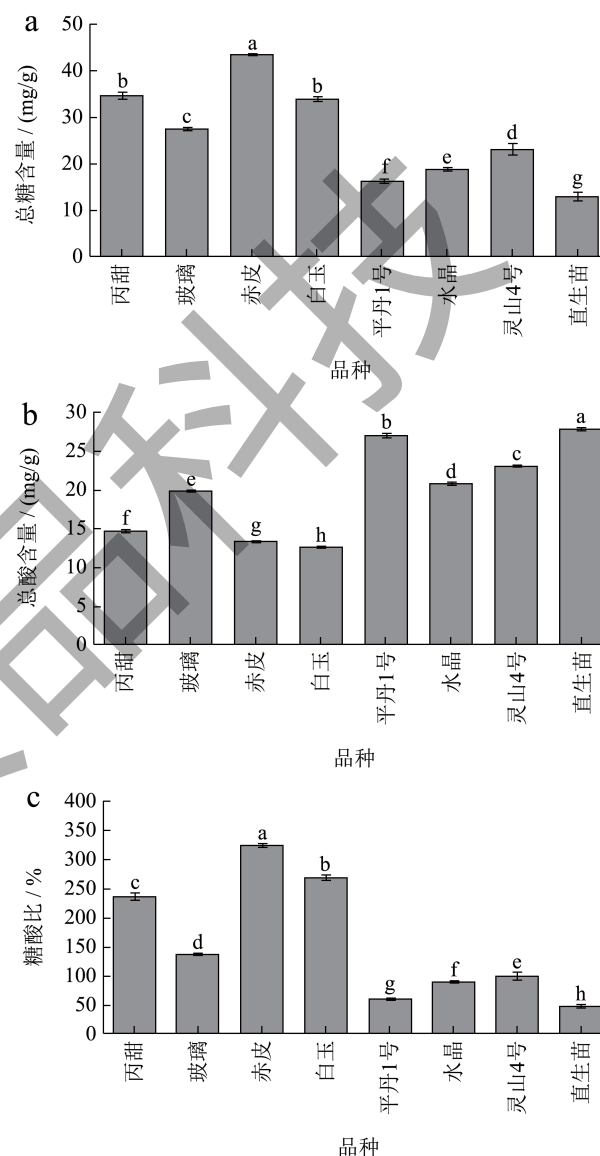 a
总糖含量 / (mg/g)
50
40
30
20
10
0
b
c
a
b
f
e
d
g
丙甜
玻璃
赤皮
白玉
平丹1号
水晶
灵山4号
直生苗
品种
b
总酸含量 / (mg/g)
30
25
20
15
10
5
0
f
e
g
h
b
d
c
a
丙甜
玻璃
赤皮
白玉
平丹1号
水晶
灵山4号
直生苗
品种
c
糖酸比 / %
400
350
300
250
200
150
100
50
0
c
d
a
b
g
f
e
h
丙甜
玻璃
赤皮
白玉
平丹1号
水晶
灵山4号
直生苗
品种
品科技